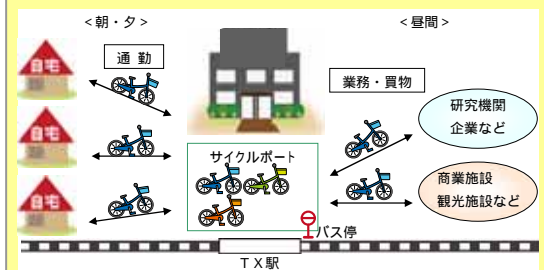 <朝・夕>
<昼間>
通 勤
業務・買物
自宅
自宅
自宅
研究機関
企業など
サイクルポート
商業施設
観光施設など
バス停
ＴＸ駅